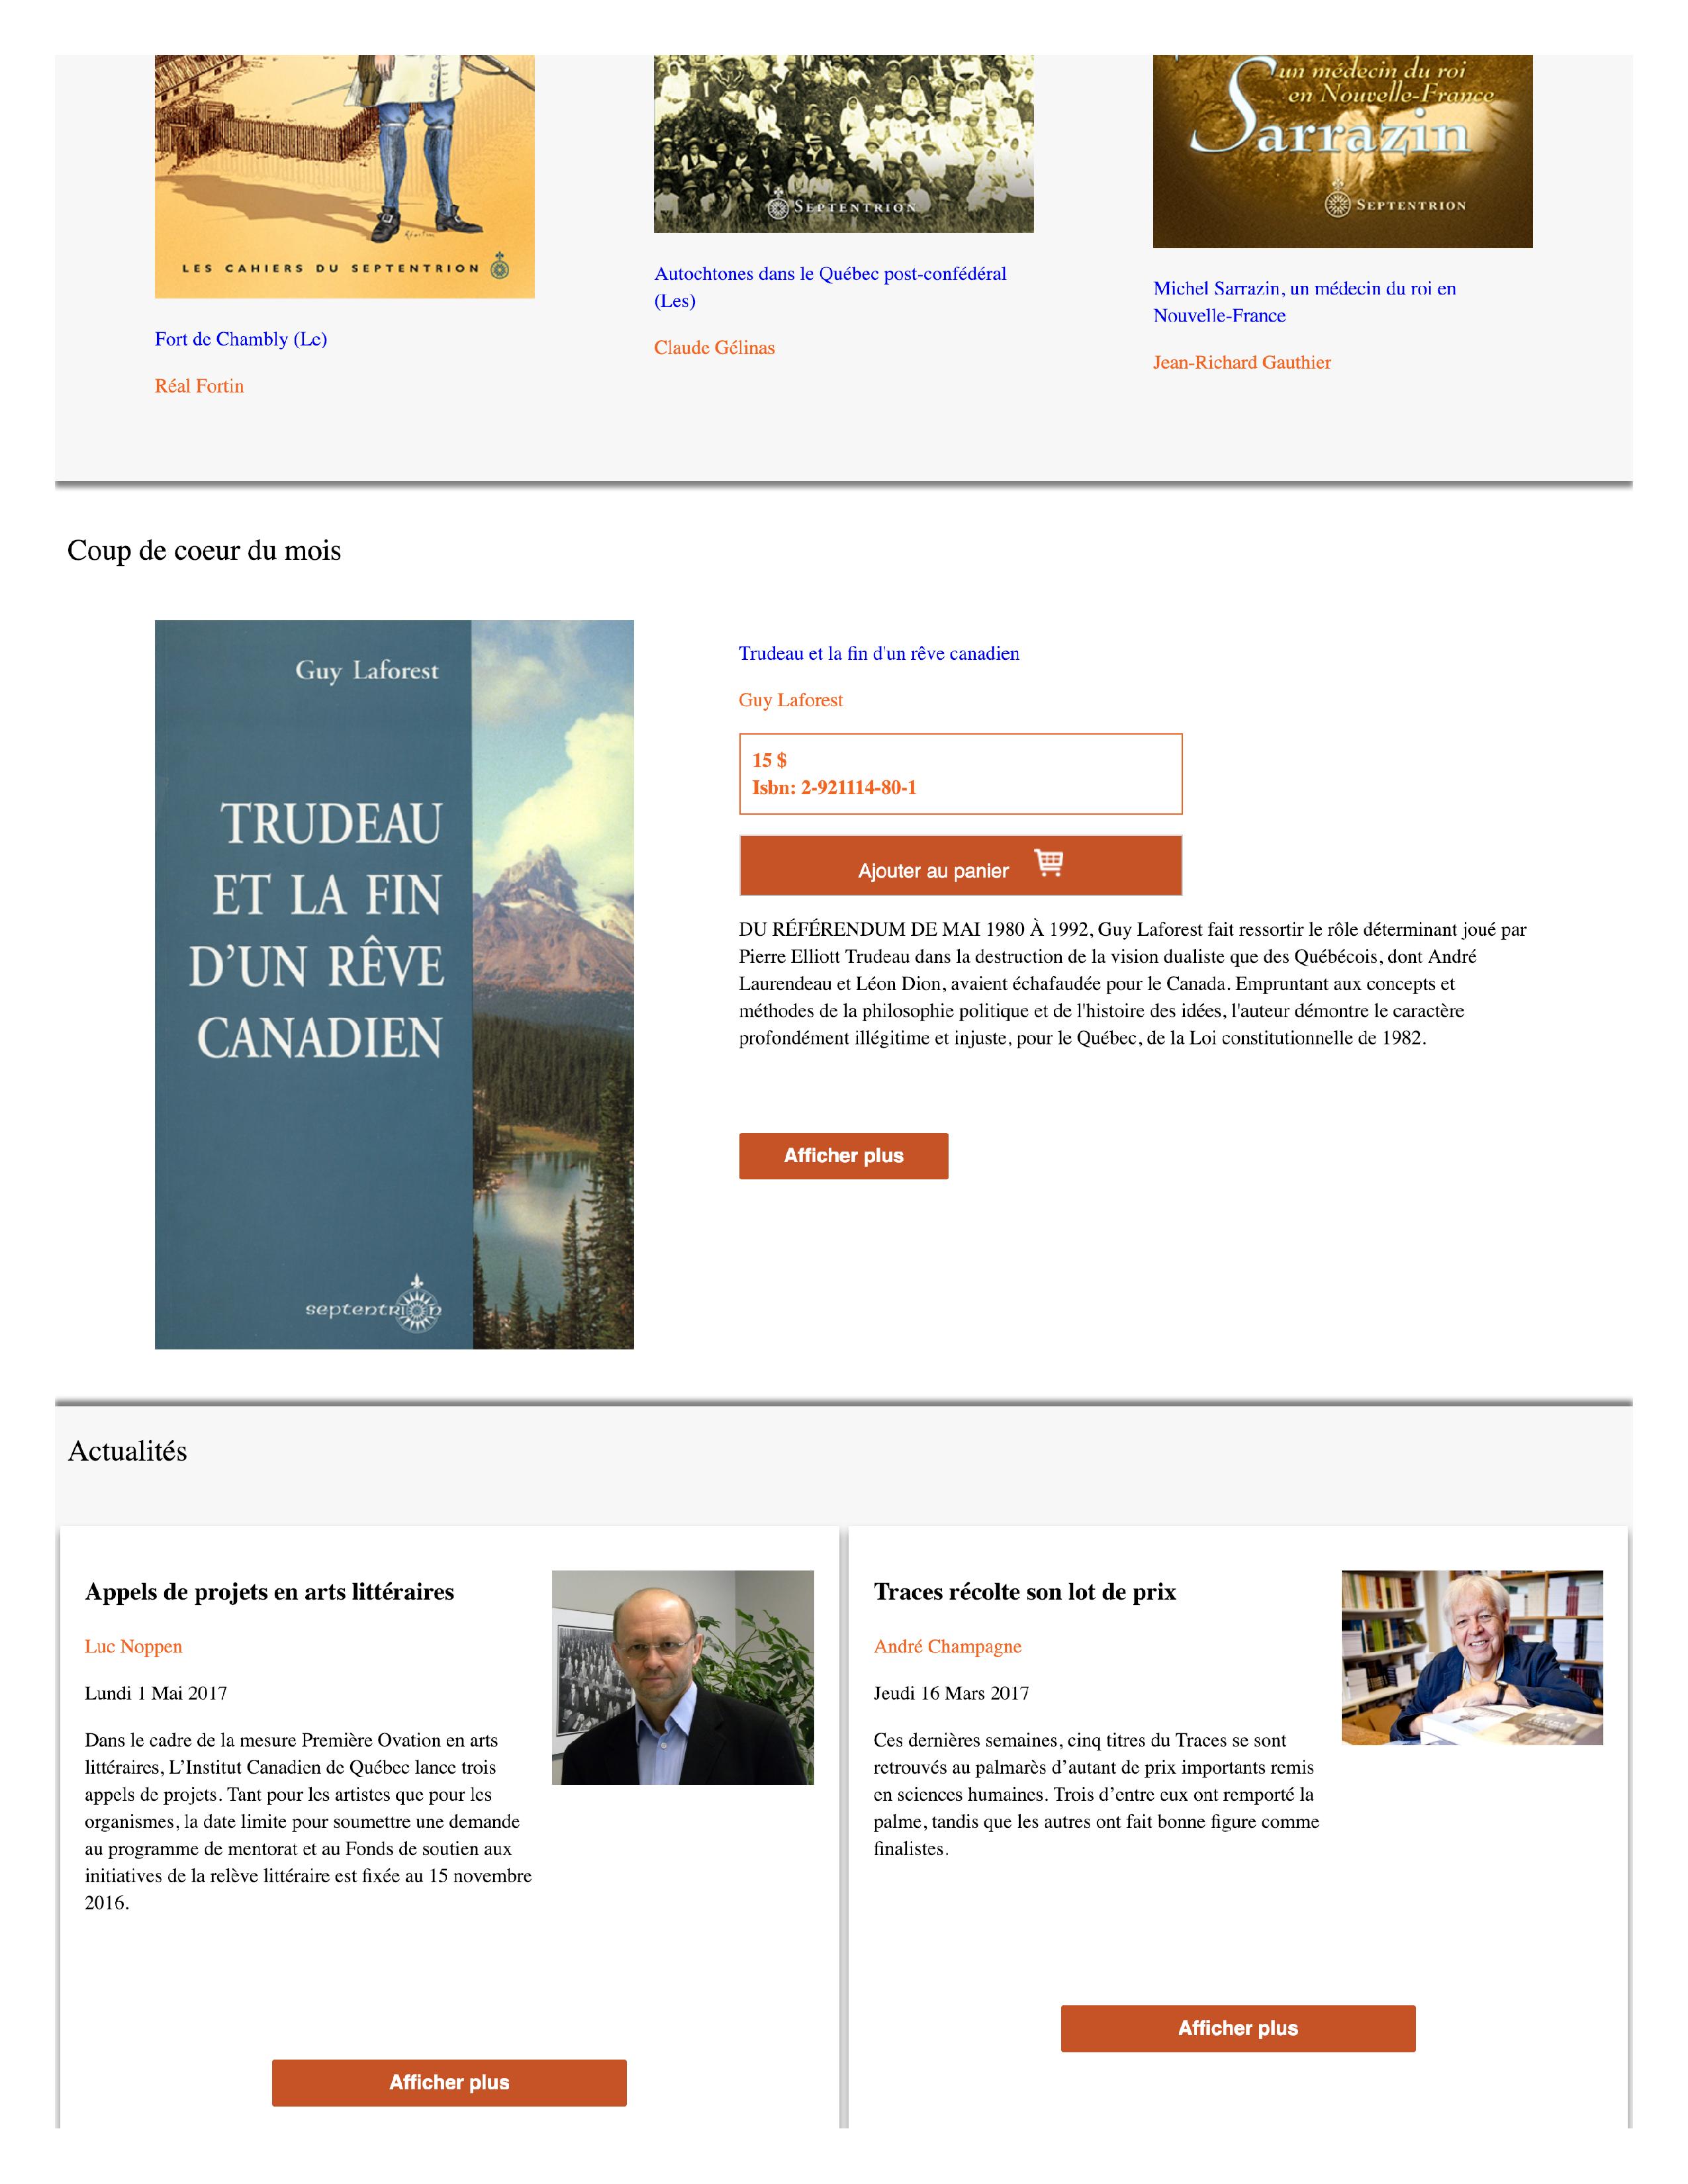 un médecin du roi
en Nouvelle-France
Sarrazin
SEPTENTRION
SEPTENTRION
LES CAHIERS DU SEPTENTRION
Fort de Chambly (Le)
Réal Fortin
Autochtones dans le Québec post-confédéral
(Les)
Claude Gélinas
Michel Sarrazin, un médecin du roi en
Nouvelle-France
Jean-Richard Gauthier
Coup de coeur du mois
Guy Laforest
TRUDEAU
ET LA FIN
D'UN RÊVE
CANADIEN
septentrion
Trudeau et la fin d'un rêve canadien
Guy Laforest
15 $
Isbn: 2-921114-80-1
Ajouter au panier
DU RÉFÉRENDUM DE MAI 1980 À 1992, Guy Laforest fait ressortir le rôle déterminant joué par
Pierre Elliott Trudeau dans la destruction de la vision dualiste que des Québécois, dont André
Laurendeau et Léon Dion, avaient échafaudée pour le Canada. Empruntant aux concepts et
méthodes de la philosophie politique et de l'histoire des idées, l'auteur démontre le caractère
profondément illégitime et injuste, pour le Québec, de la Loi constitutionnelle de 1982.
Afficher plus
Actualités
Appels de projets en arts littéraires
Luc Noppen
Lundi 1 Mai 2017
Dans le cadre de la mesure Première Ovation en arts
littéraires, L’Institut Canadien de Québec lance trois
appels de projets. Tant pour les artistes que pour les
organismes, la date limite pour soumettre une demande
au programme de mentorat et au Fonds de soutien aux
initiatives de la relève littéraire est fixée au 15 novembre
2016.
Afficher plus
Traces récolte son lot de prix
André Champagne
Jeudi 16 Mars 2017
Ces dernières semaines, cinq titres du Traces se sont
retrouvés au palmarès d’autant de prix importants remis
en sciences humaines. Trois d’entre eux ont remporté la
palme, tandis que les autres ont fait bonne figure comme
finalistes.
Afficher plus